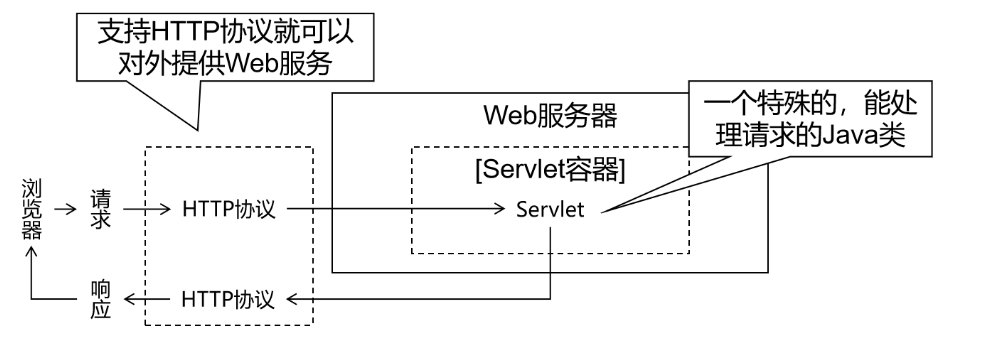 支持HTTP协议就可以
对外提供Web服务
Web服务器
一个特殊的，能处
理请求的Java类
[Servlet容器]
浏览器
请求
HTTP协议
Servlet
响应
HTTP协议